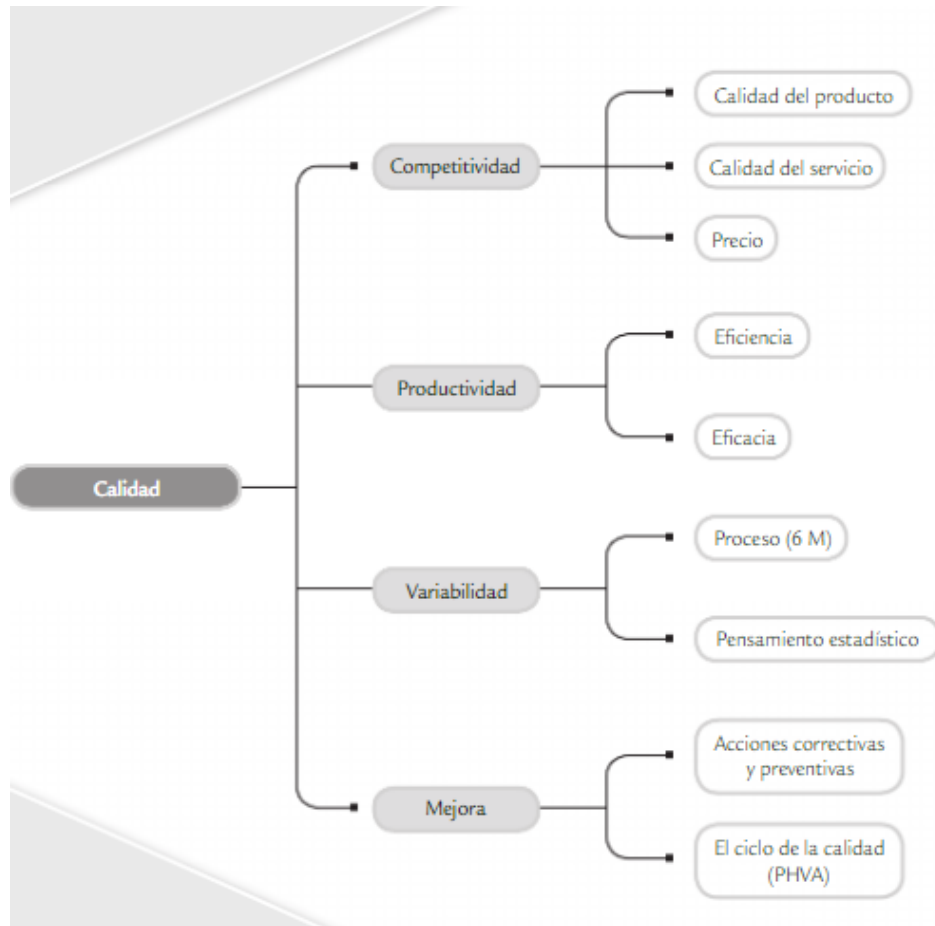 Calidad
Competitividad
Calidad del producto
Calidad del servicio
Precio
Productividad
Eficiencia
Eficacia
Variabilidad
Proceso (6 M)
Pensamiento estadístico
Mejora
Acciones correctivas
y preventivas
El ciclo de la calidad
(PHVA)